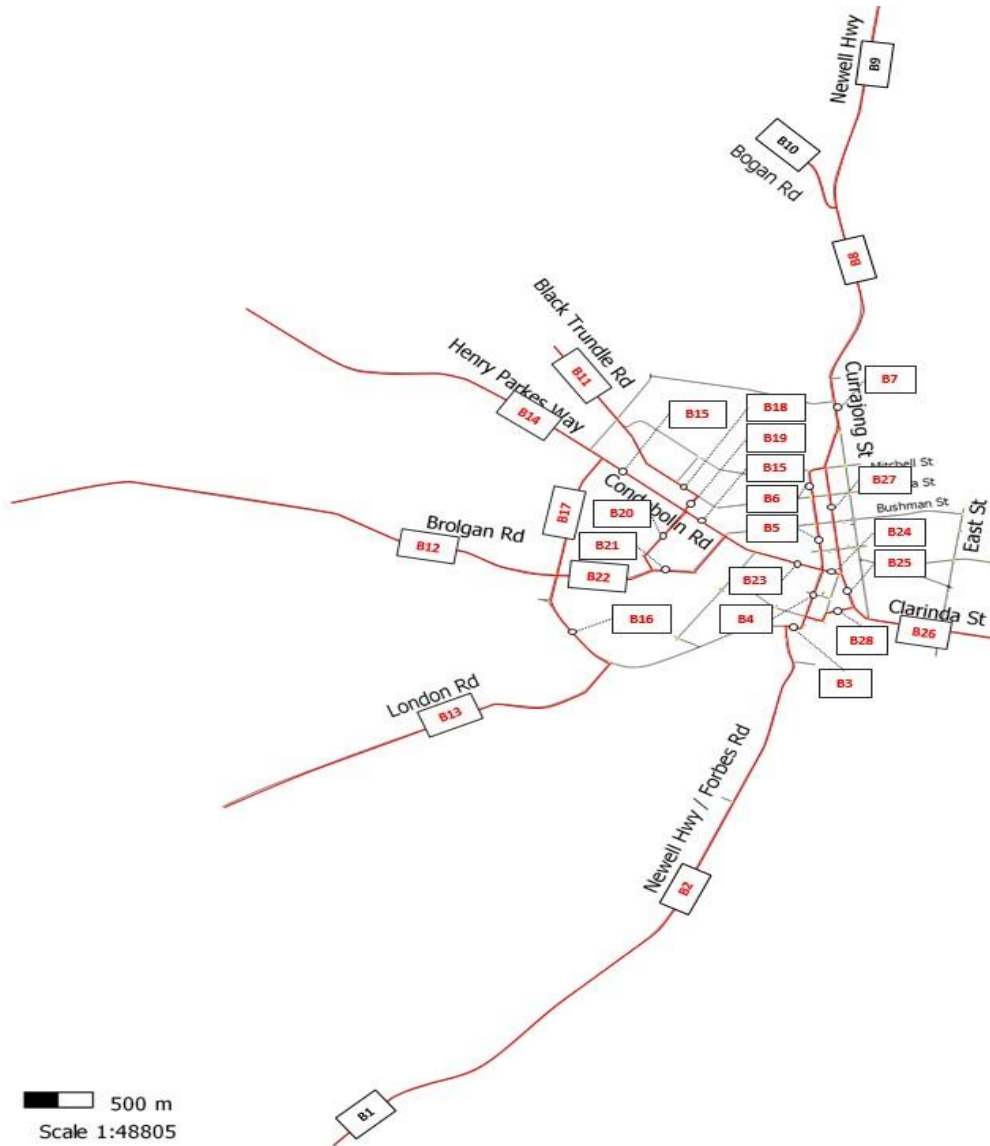 Newell Hwy
B9
B10
Bogan Rd
B8
Black Trundle Rd
B11
Henry Parkes Way
B14
Currajong St
B7
B15
B18
B19
B15
Mitchell St
B27
B6
Bushman St
East St
B17
B20
Condobolin Rd
B5
B24
Brolgan Rd
B12
B21
B22
B23
B25
B16
B4
B28
Clarinda St
B26
B3
London Rd
B13
Newell Hwy / Forbes Rd
B2
B1
500 m
Scale 1:48805